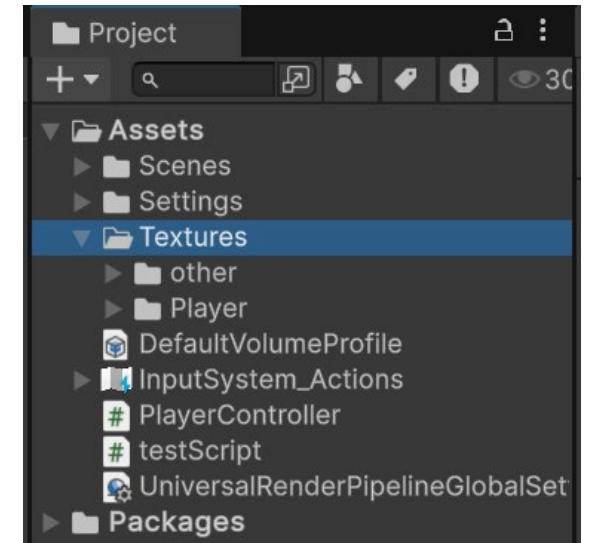 Project
30
Assets
Scenes
Settings
Textures
other
Player
DefaultVolumeProfile
InputSystem_Actions
# PlayerController
# testScript
UniversalRenderPipelineGlobalSet
Packages